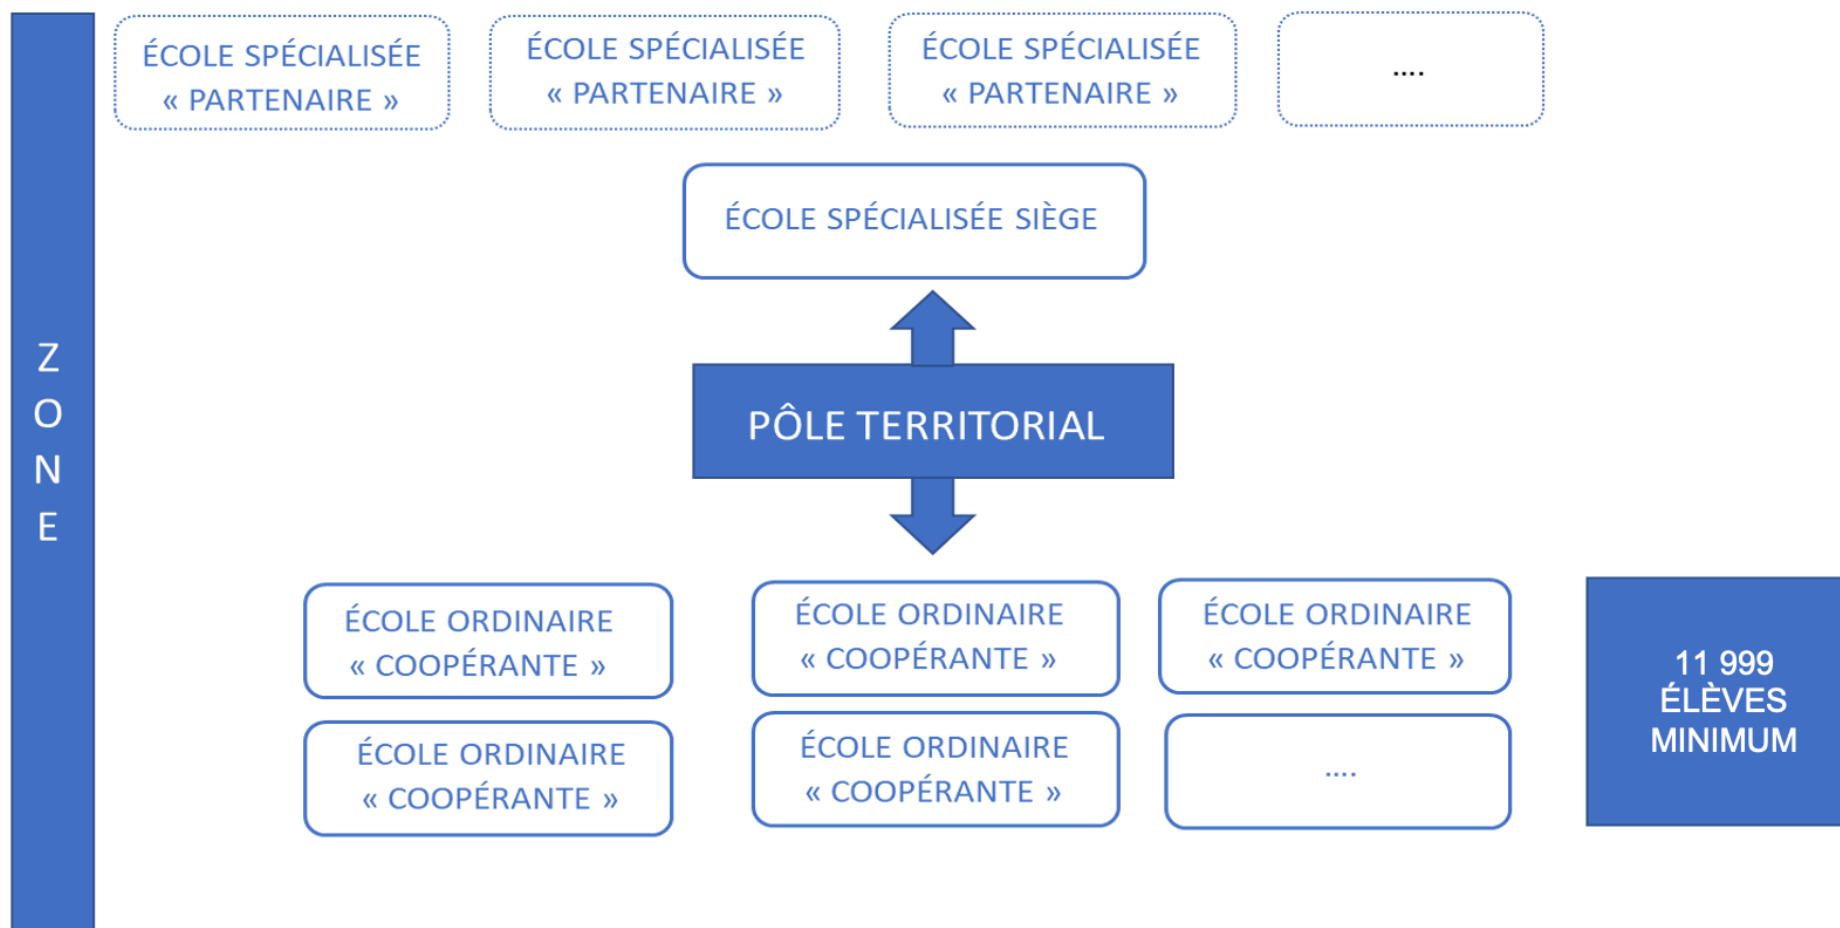 ÉCOLE SPÉCIALISÉE
« PARTENAIRE »
ÉCOLE SPÉCIALISÉE
« PARTENAIRE »
ÉCOLE SPÉCIALISÉE
« PARTENAIRE »
....
ÉCOLE SPÉCIALISÉE SIÈGE
Z
O
N
E
PÔLE TERRITORIAL
ÉCOLE ORDINAIRE
« COOPÉRANTE »
ÉCOLE ORDINAIRE
« COOPÉRANTE »
ÉCOLE ORDINAIRE
« COOPÉRANTE »
ÉCOLE ORDINAIRE
« COOPÉRANTE »
ÉCOLE ORDINAIRE
« COOPÉRANTE »
....
11 999
ÉLÈVES
MINIMUM